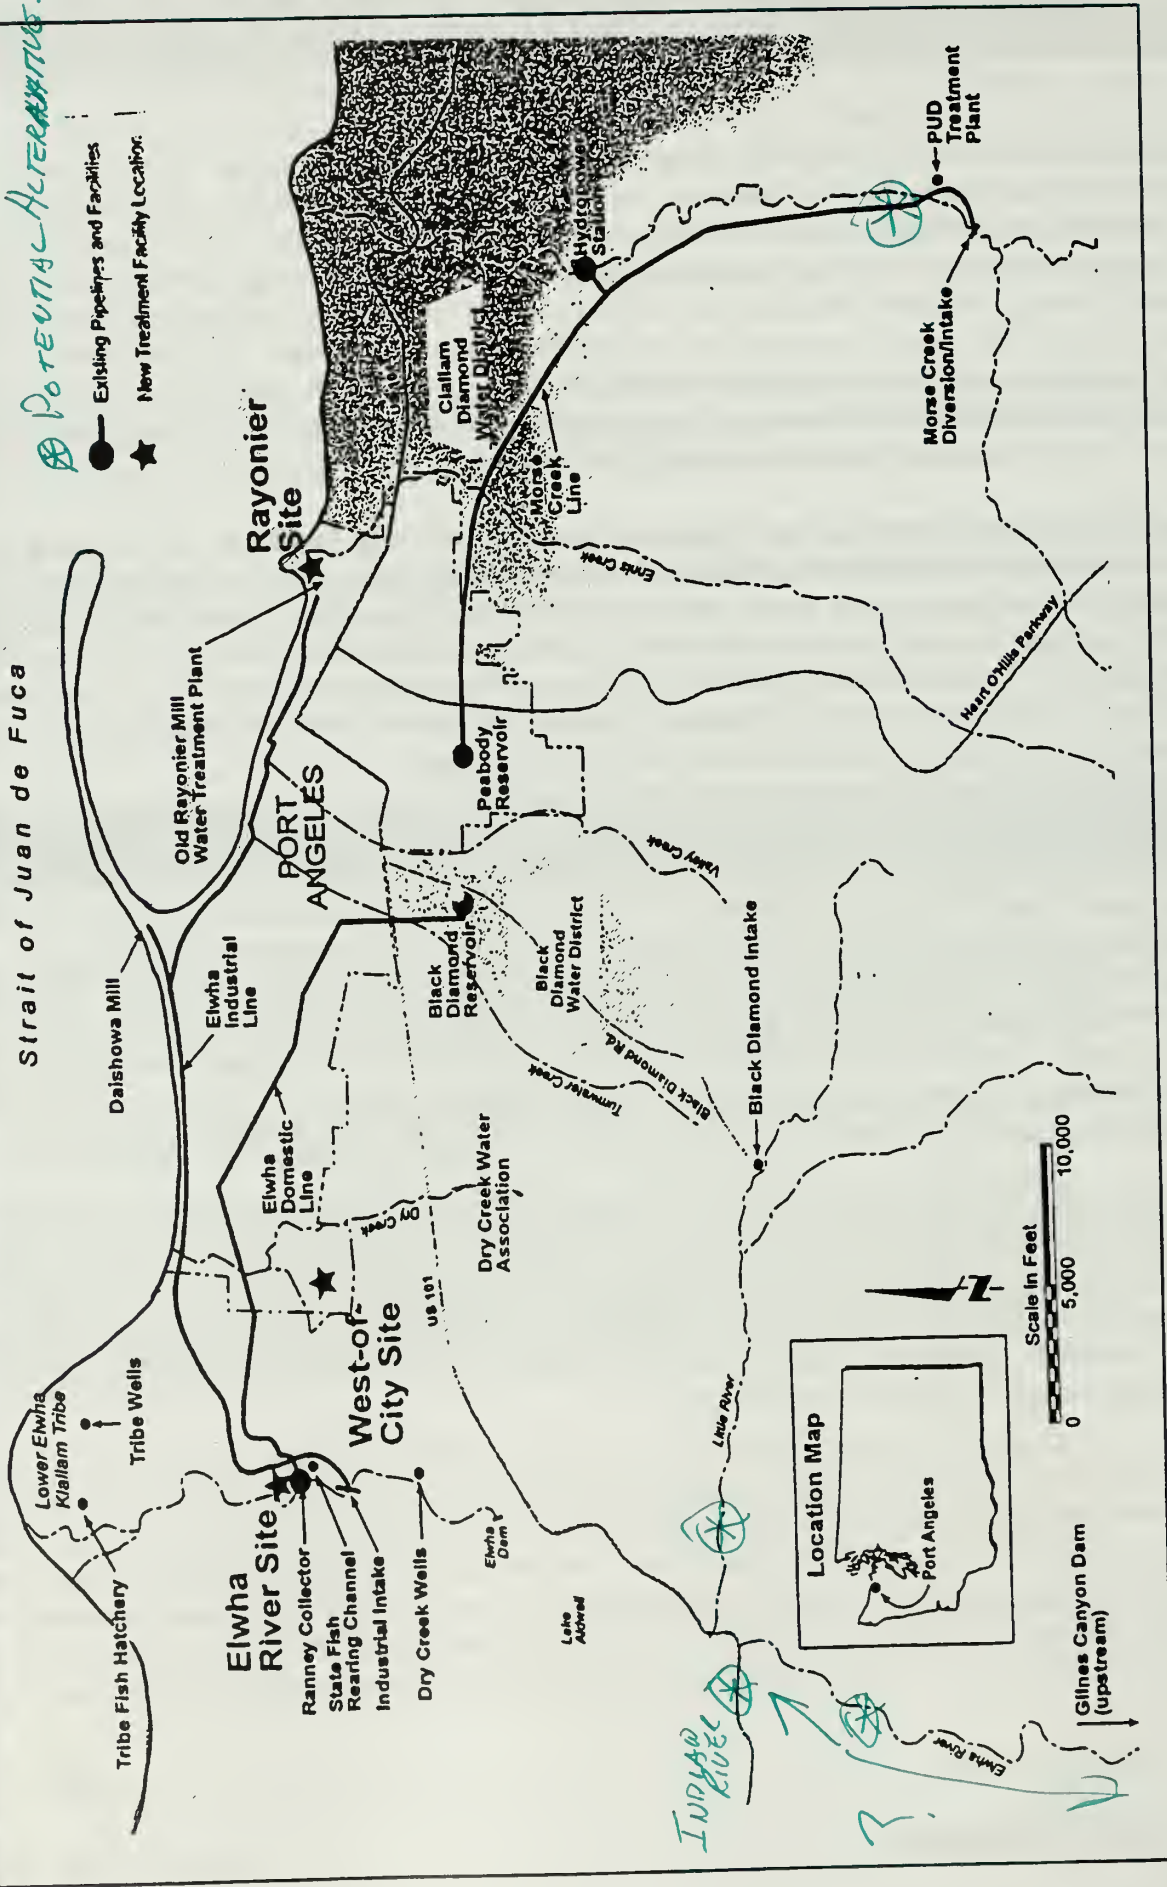 ⊛ POTENTIAL ALTERNATIVES
Existing Pipelines and Facilities
New Treatment Facility Location
Strait of Juan de Fuca
Daishowa Mill
Elwha
Industrial
Line
Old Rayonier Mill
Water Treatment Plant
Rayonier
Site
PORT
ANGELES
Lower Elwha
Klallam Tribe
Tribe Wells
Tribe Fish Hatchery
Elwha
River Site
Ranney Collector
State Fish
Rearing Channel
Industrial Intake
Dry Creek Wells
Elwha
Dam
Lake
Aldwell
West-of-
City Site
US 101
Elwha
Domestic
Line
Dry Creek
Dry Creek Water
Association
Black
Diamond
Reservoir
Black
Diamond
Water District
Tumwater Creek
Black Diamond Rd.
Black Diamond Intake
Valley Creek
Peabody
Reservoir
Clallam
Diamond
Water District
Morse
Creek
Line
Ennis Creek
Hydropower
Station
PUD
Treatment
Plant
Morse Creek
Diversion/Intake
Heart O'Hills Parkway
Little River
INDIAN
RIVER
?
Elwha River
Glines Canyon Dam
(upstream)
Location Map
Port Angeles
N
Scale in Feet
0
5,000
10,000